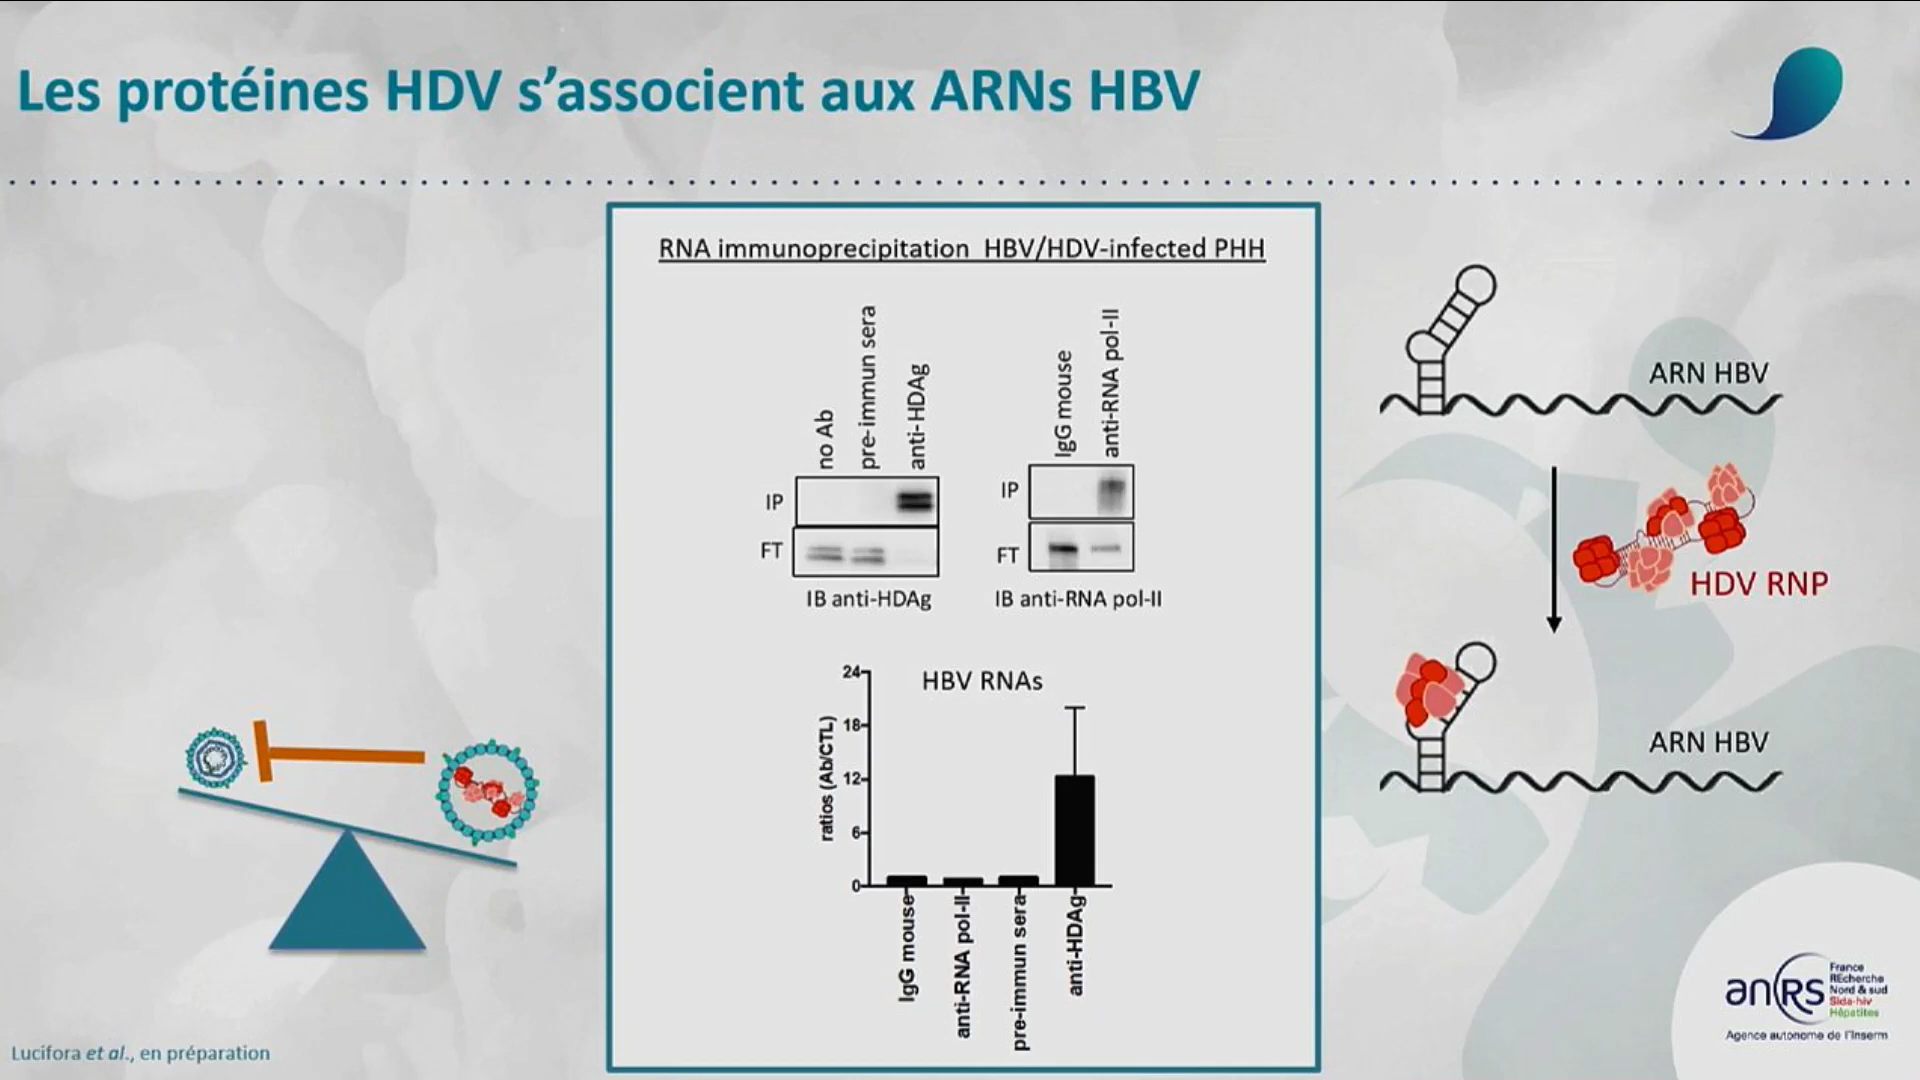 Les protéines HDV s’associent aux ARNs HBV
RNA immunoprecipitation  HBV/HDV-infected PHH
no Ab
pre-immun sera
anti-HDAg
IgG mouse
anti-RNA pol-II
IP
FT
IB anti-HDAg
IP
FT
IB anti-RNA pol-II
HBV RNAs
ratios (Ab/CTL)
24
18
12
6
0
IgG mouse
anti-RNA pol-II
pre-immun sera
anti-HDAg
ARN HBV
HDV RNP
ARN HBV
Lucifora et al., en préparation
anRS
France
REcherche
Nord & sud
Sida-hiv
Hépatites
Agence autonome de l'Inserm